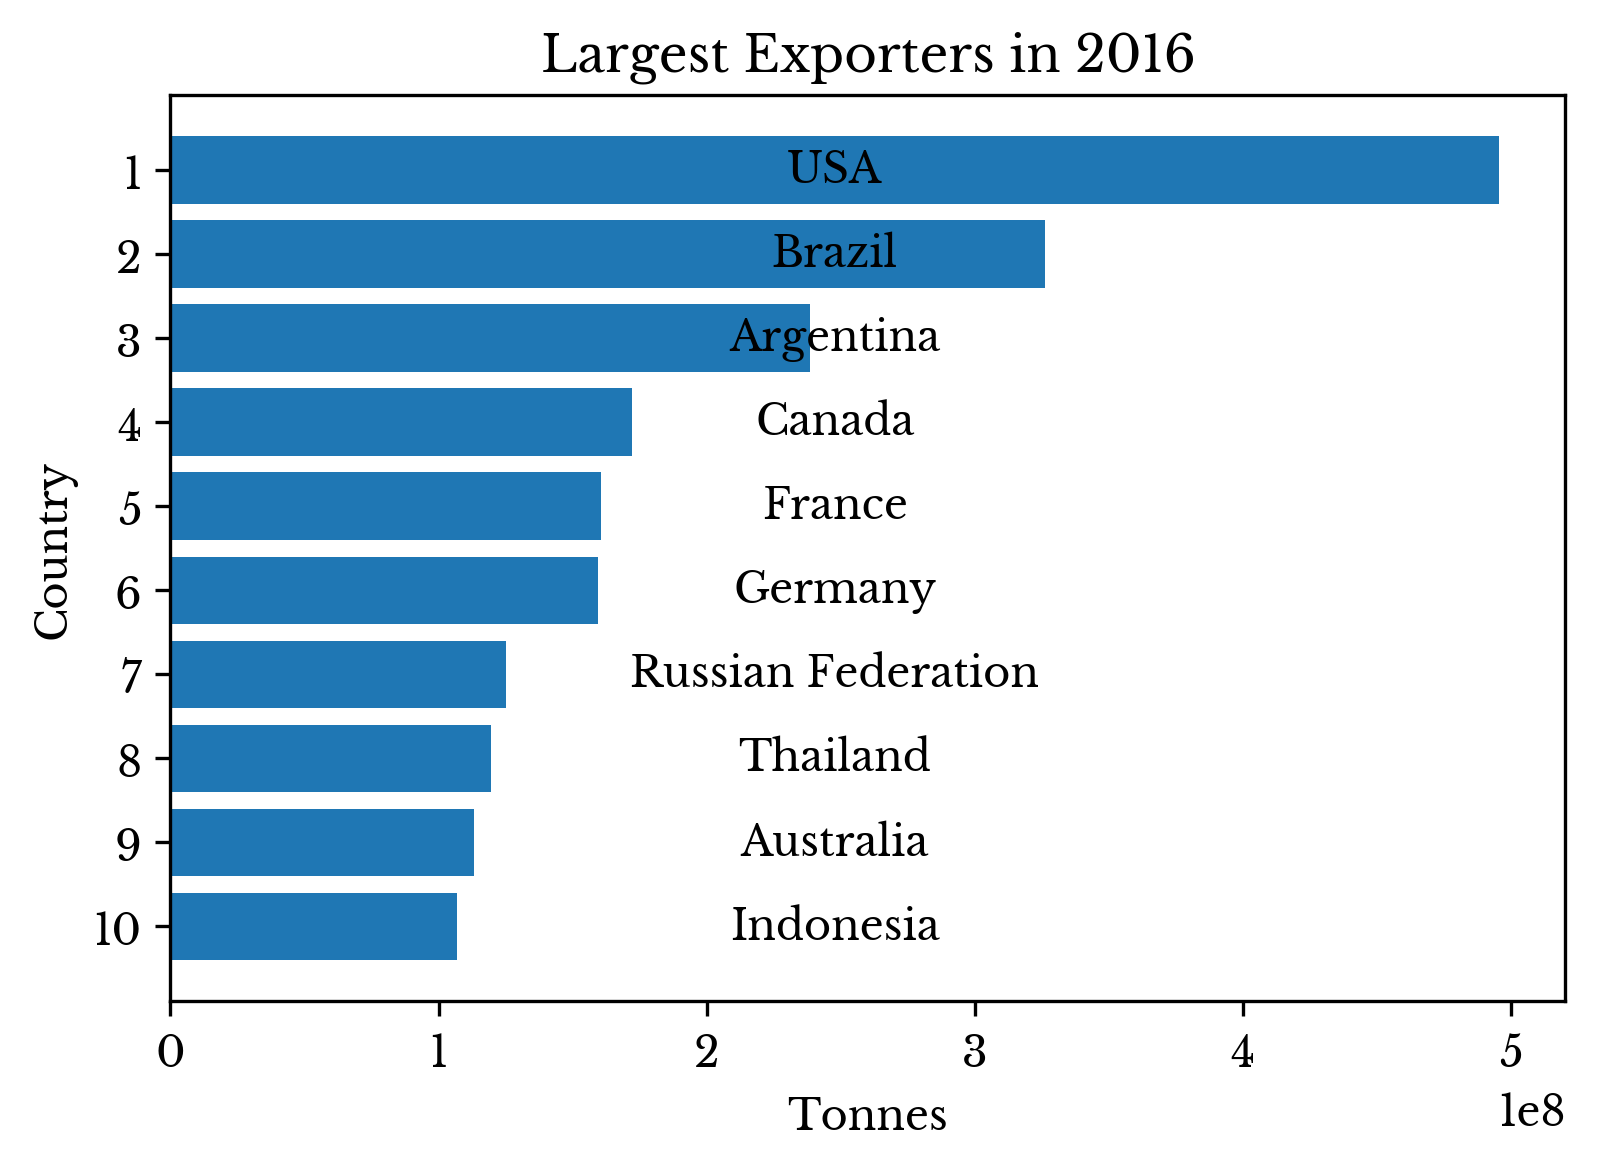 Largest Exporters in 2016
Country
1 USA
2 Brazil
3 Argentina
4 Canada
5 France
6 Germany
7 Russian Federation
8 Thailand
9 Australia
10 Indonesia
0 1 2 3 4 5
1e8
Tonnes